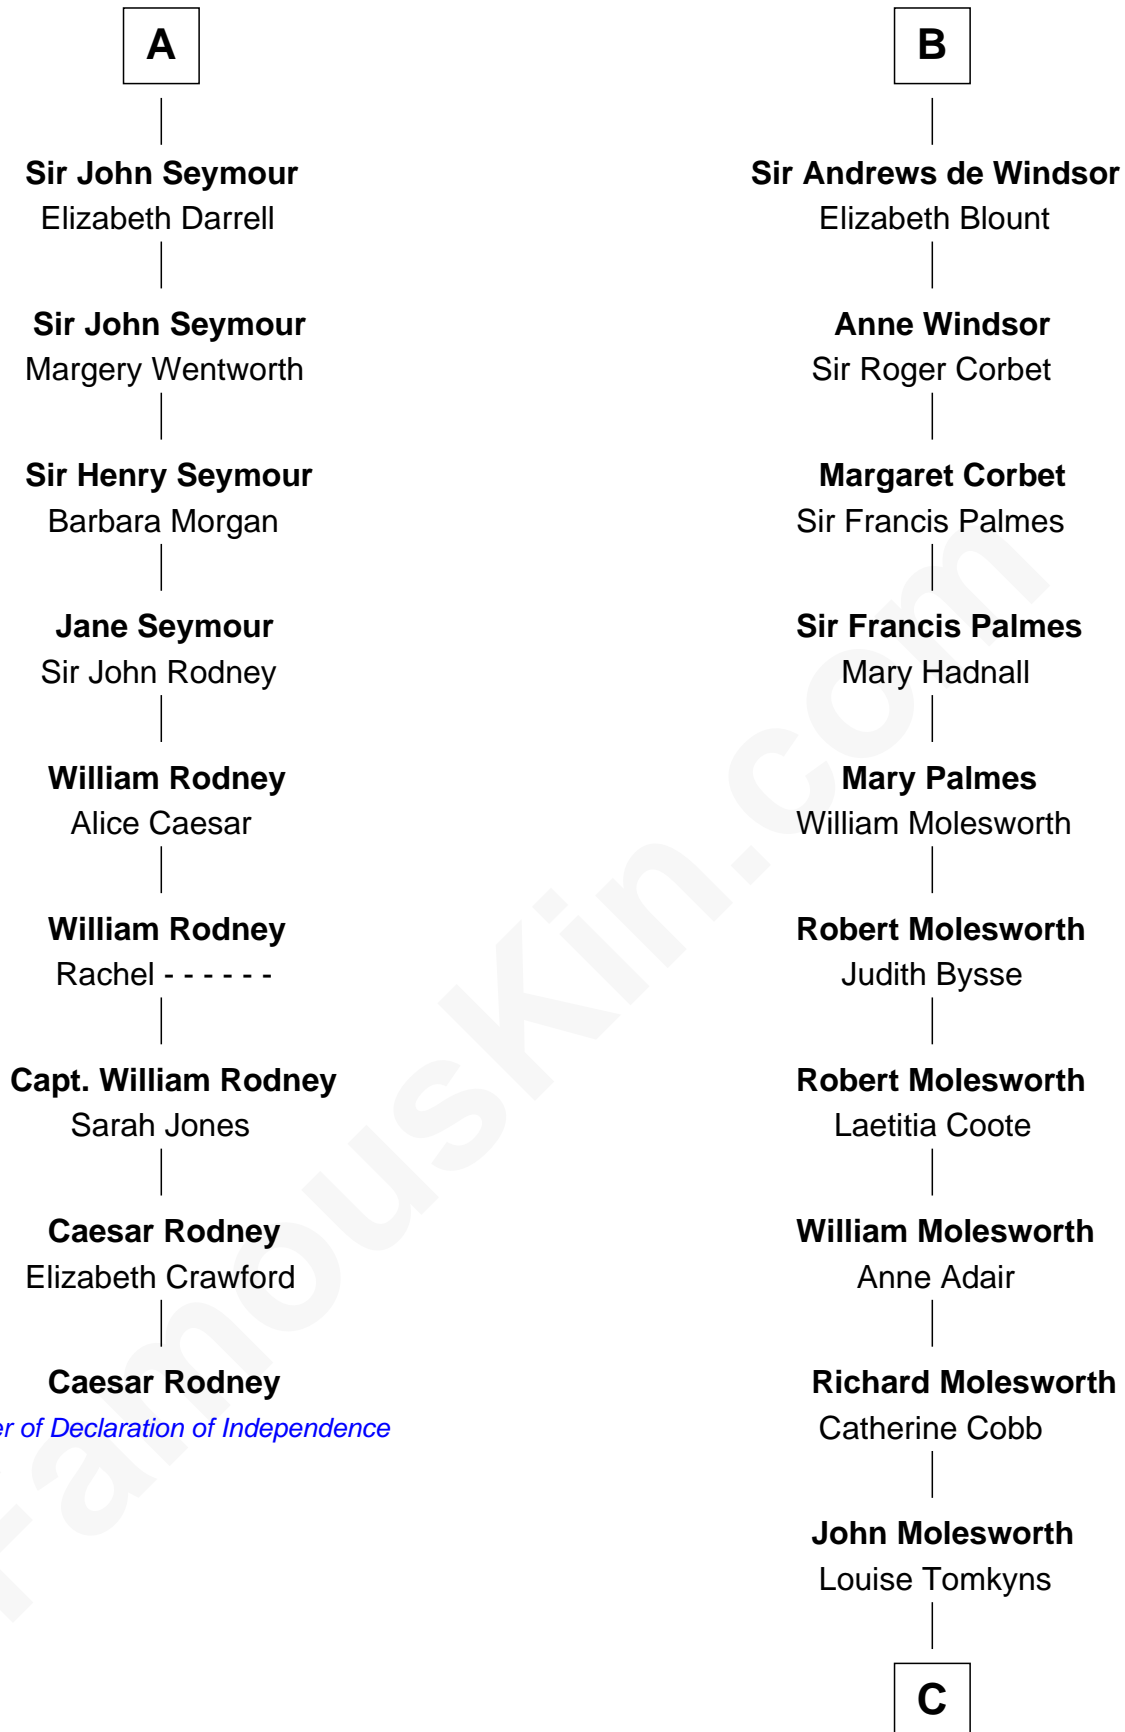 A
Sir John Seymour
Elizabeth Darrell
Sir John Seymour
Margery Wentworth
Sir Henry Seymour
Barbara Morgan
Jane Seymour
Sir John Rodney
William Rodney
Alice Caesar
William Rodney
Rachel - - - - - -
Capt. William Rodney
Sarah Jones
Caesar Rodney
Elizabeth Crawford
Caesar Rodney
of Declaration of Independence
B
Sir Andrews de Windsor
Elizabeth Blount
Anne Windsor
Sir Roger Corbet
Margaret Corbet
Sir Francis Palmes
Sir Francis Palmes
Mary Hadnall
Mary Palmes
William Molesworth
Robert Molesworth
Judith Bysse
Robert Molesworth
Laetitia Coote
William Molesworth
Anne Adair
Richard Molesworth
Catherine Cobb
John Molesworth
Louise Tomkyns
C
FamousKin.com